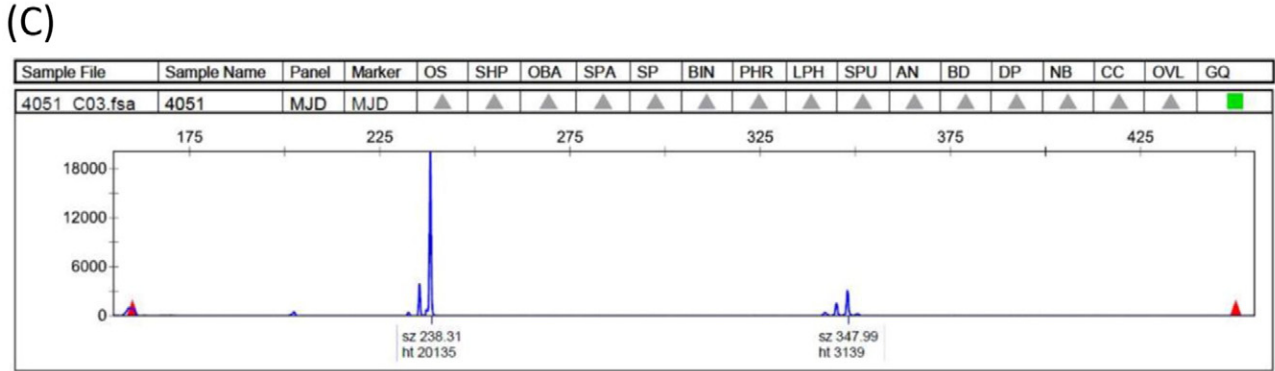 (C)
Sample File Sample Name Panel Marker OS SHP OBA SPA SP BIN PHR LPH SPU AN BD DP NB CC OVL GQ
4051_C03.fsa 4051 MJD MJD
175 225 275 325 375 425
18000
12000
6000
0
sz 238.31 sz 347.99
ht 20135 ht 3139